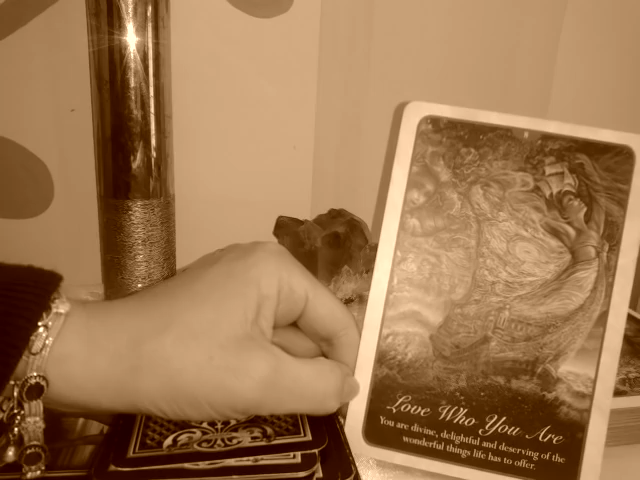 Love Who You Are
You are divine, delightful and deserving of the
wonderful things life has to offer.